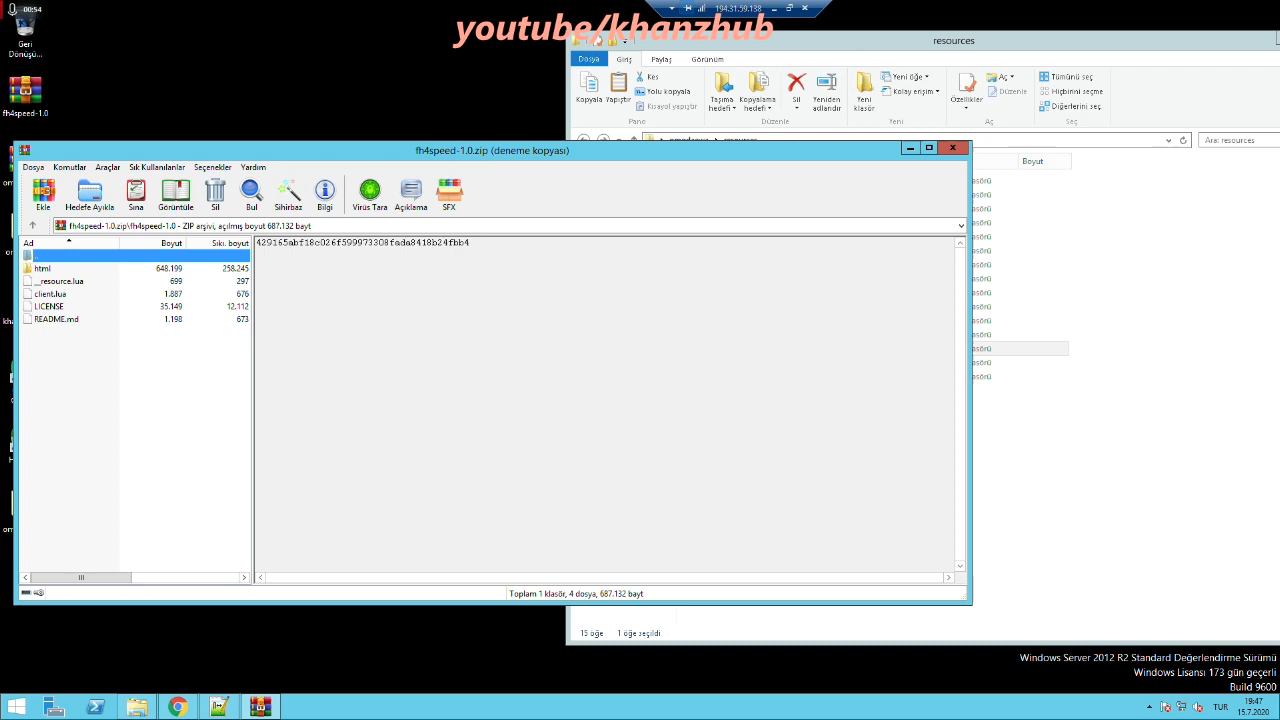 00:54
194.31.59.138
youtube/khanzhub
Geri
Dönüşü...
fh4speed-1.0
resources
Dosya
Giriş
Paylaş
Görünüm
Kopyala
Yapıştır
Kes
Yolu kopyala
Kısayol yapıştır
Pano
Taşıma
hedefi
Kopyalama
hedefi
Sil
Yeniden
adlandır
Düzenle
Yeni
klasör
Yeni öğe
Kolay erişim
Yeni
Özellikler
Aç
Düzenle
Aç
Tümünü seç
Hiçbirini seçme
Diğerlerini seç
Seç
Ara: resources
Boyut
fh4speed-1.0.zip (deneme kopyası)
Dosya Komutlar Araçlar Sık Kullanılanlar Seçenekler Yardım
Ekle
Hedefe Ayıkla
Sına
Görüntüle
Sil
Bul
Sihirbaz
Bilgi
Virüs Tara
Açıklama
SFX
fh4speed-1.0.zip\fh4speed-1.0 - ZIP arşivi, açılmış boyut 687.132 bayt
Ad Boyut Sıkı. boyut
..
html 648.199 258.245
__resource.lua 699 297
client.lua 1.887 676
LICENSE 35.149 12.112
README.md 1.198 673
Toplam 1 klasör, 4 dosya, 687.132 bayt
15 öğe
1 öğe seçildi
Windows Server 2012 R2 Standard Değerlendirme Sürümü
Windows Lisansı 173 gün geçerli
Build 9600
TUR
19:47
15.7.2020